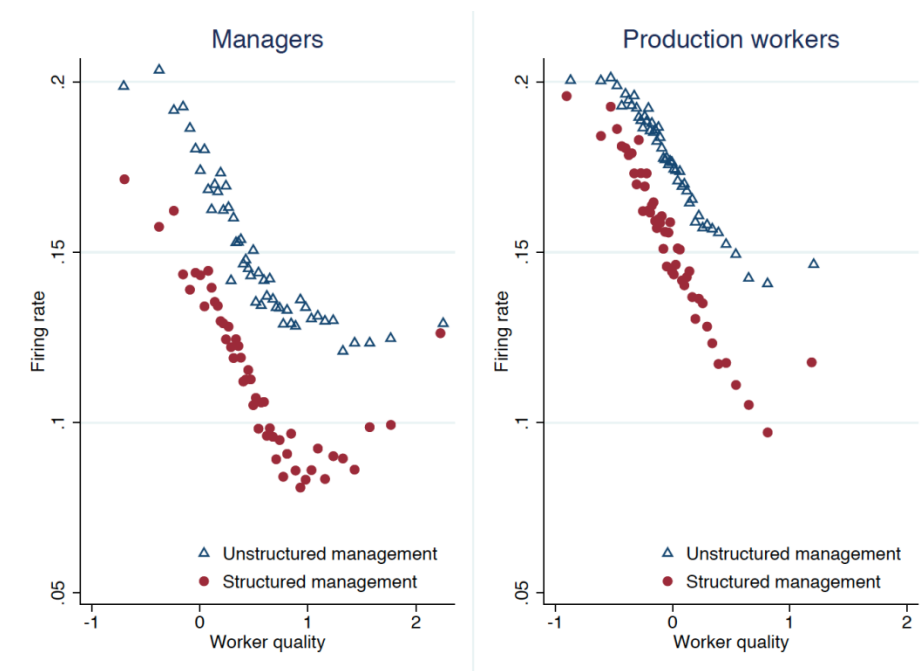 Managers
Firing rate
.2
.15
.1
.05
-1
0
1
2
Worker quality
Unstructured management
Structured management
Production workers
Firing rate
.2
.15
.1
.05
-1
0
1
2
Worker quality
Unstructured management
Structured management